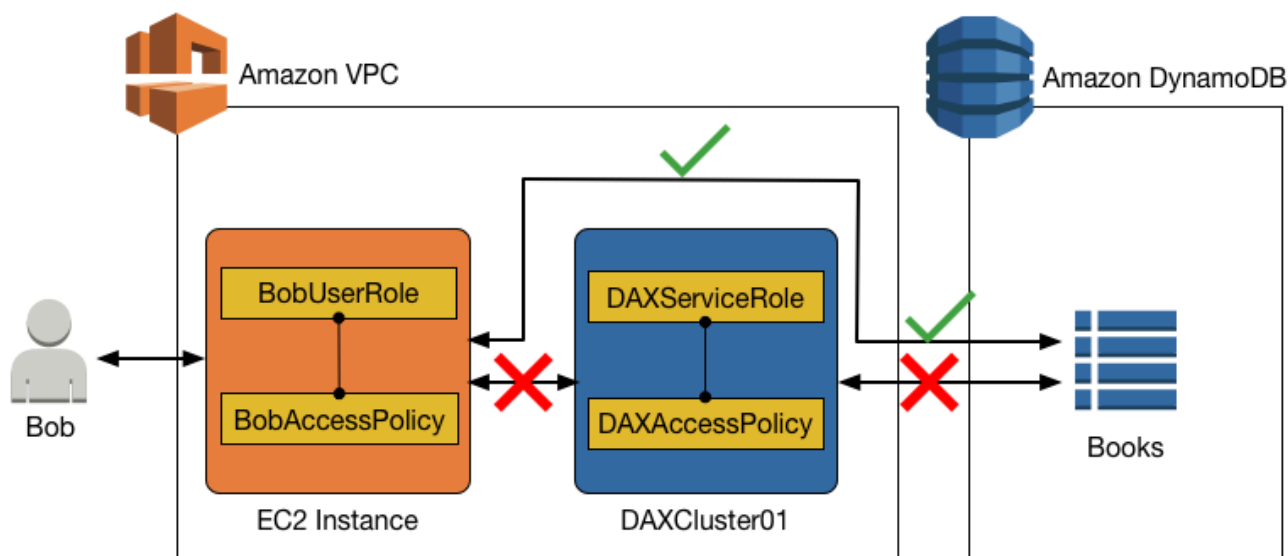 Amazon VPC
Amazon DynamoDB
BobUserRole
DAXServiceRole
BobAccessPolicy
DAXAccessPolicy
Bob
Books
EC2 Instance
DAXCluster01